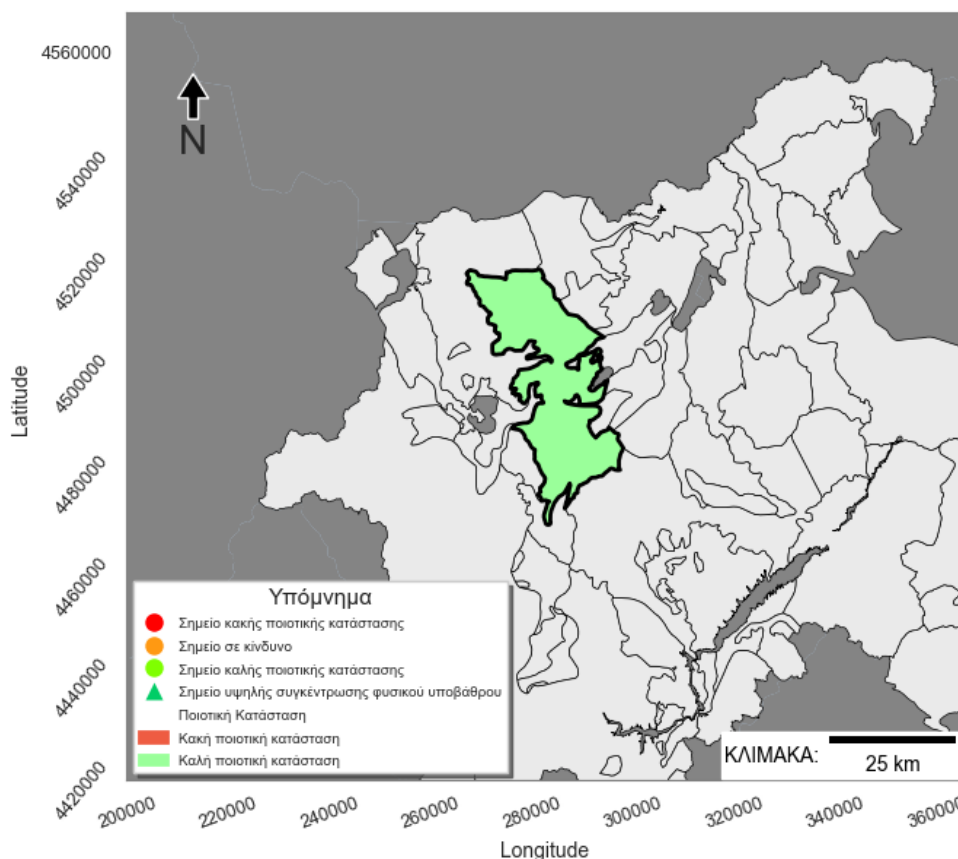 4560000
N
4540000
4520000
4500000
Latitude
4480000
4460000
Υπόμνημα
Σημείο κακής ποιοτικής κατάστασης
Σημείο σε κίνδυνο
Σημείο καλής ποιοτικής κατάστασης
4440000
Σημείο υψηλής συγκέντρωσης φυσικού υποβάθρου
Ποιοτική Κατάσταση
Κακή ποιοτική κατάσταση
Καλή ποιοτική κατάσταση
ΚΛΙΜΑΚΑ:
25 km
4420000
200000
220000
240000
260000
280000
300000
320000
340000
360000
Longitude